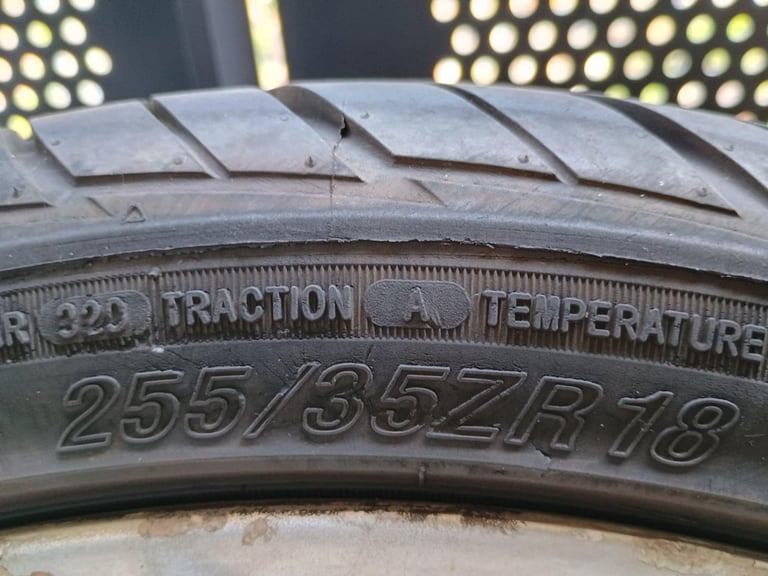 R 320 TRACTION A TEMPERATURE
255/35ZR18